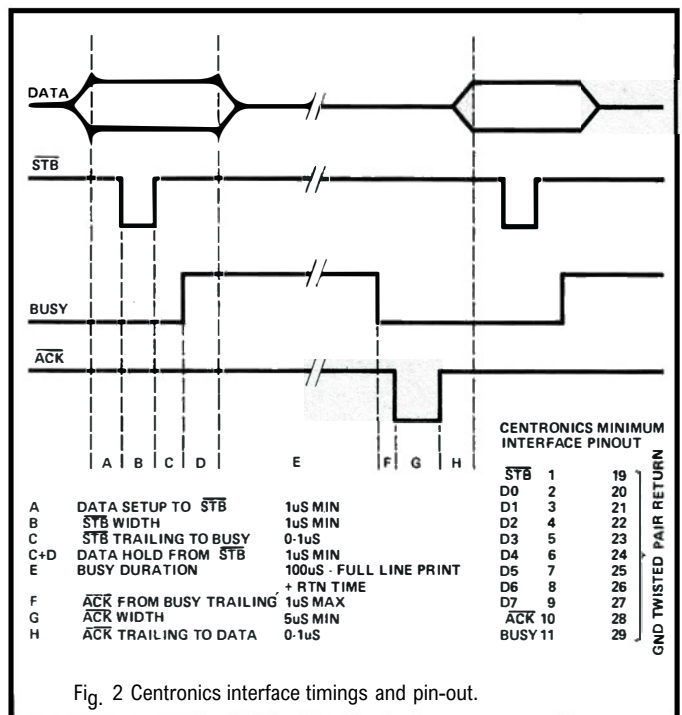 DATA
STB
BUSY
ACK
A B C D E F G H
A DATA SETUP TO STB 1uS MIN
B STB WIDTH 1uS MIN
C STB TRAILING TO BUSY 0-1uS
C+D DATA HOLD FROM STB 1uS MIN
E BUSY DURATION 100uS - FULL LINE PRINT
+ RTN TIME
F ACK FROM BUSY TRAILING 1uS MAX
G ACK WIDTH 5uS MIN
H ACK TRAILING TO DATA 0-1uS
CENTRONICS MINIMUM
INTERFACE PINOUT
STB 1 19
D0 2 20
D1 3 21
D2 4 22
D3 5 23
D4 6 24
D5 7 25
D6 8 26
D7 9 27
ACK 10 28
BUSY 11 29
GND TWISTED PAIR RETURN
Fig. 2 Centronics interface timings and pin-out.